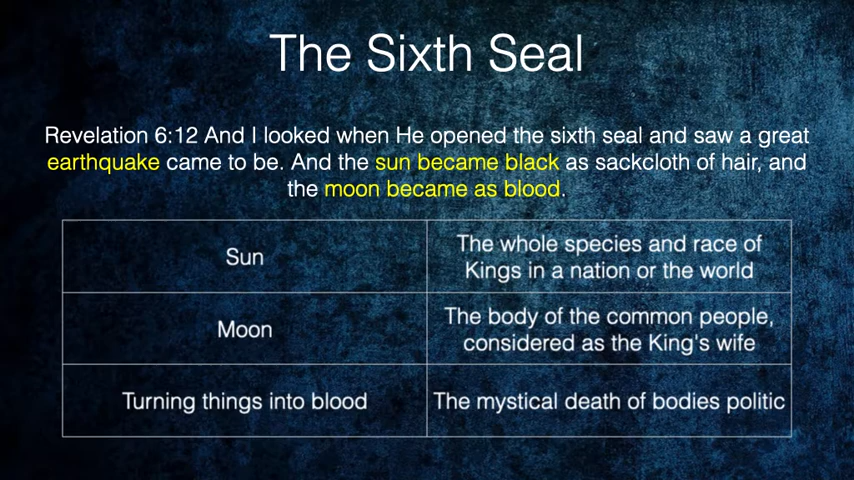 The Sixth Seal
Revelation 6:12 And I looked when He opened the sixth seal and saw a great
earthquake came to be. And the sun became black as sackcloth of hair, and
the moon became as blood.
Sun
The whole species and race of
Kings in a nation or the world
Moon
The body of the common people,
considered as the King's wife
Turning things into blood
The mystical death of bodies politic